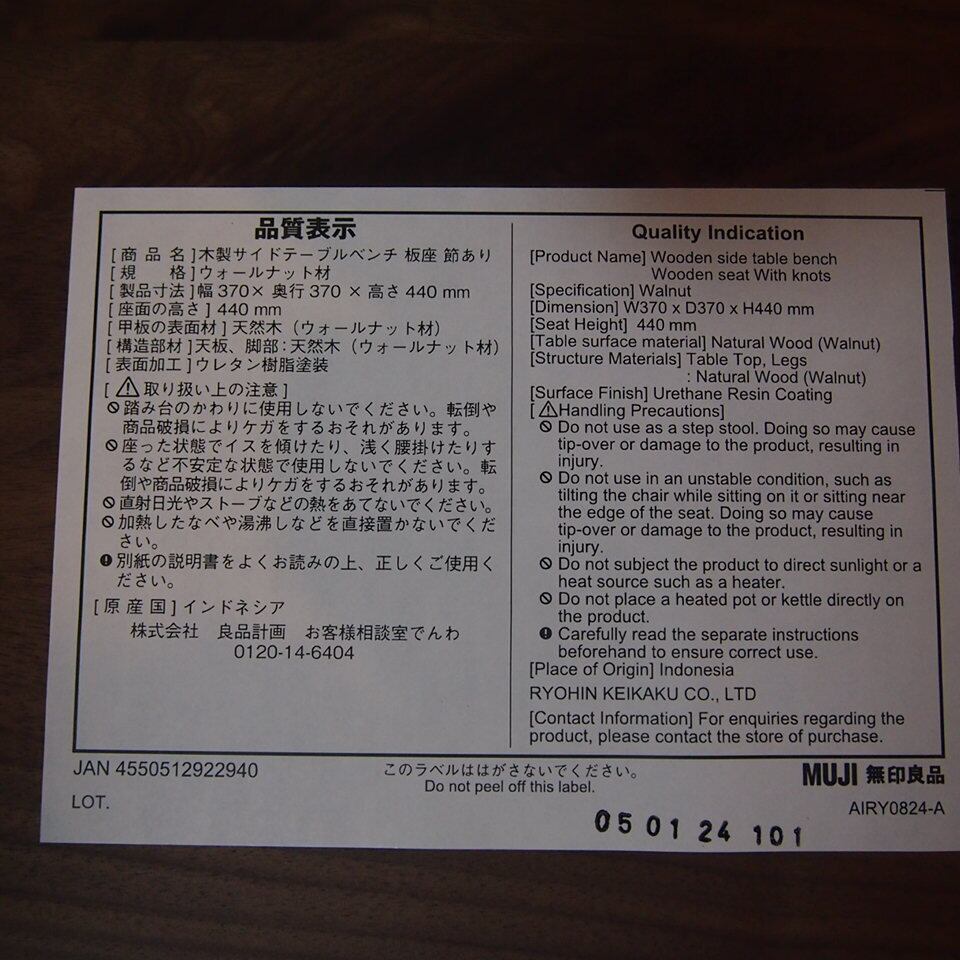 品質表示
[ 商 品 名 ] 木製サイドテーブルベンチ 板座 節あり
[ 規　　格 ] ウォールナット材
[ 製品寸法 ] 幅 370× 奥行 370 × 高さ 440 mm
[ 座面の高さ ] 440 mm
[ 甲板の表面材 ] 天然木（ウォールナット材）
[ 構造部材 ] 天板、脚部：天然木（ウォールナット材）
[ 表面加工 ] ウレタン樹脂塗装
[ ⚠ 取り扱い上の注意 ]
🚫踏み台のかわりに使用しないでください。転倒や
商品破損によりケガをするおそれがあります。
🚫座った状態でイスを傾けたり、浅く腰掛けたりす
るなど不安定な状態で使用しないでください。転
倒や商品破損によりケガをするおそれがあります。
🚫直射日光やストーブなどの熱をあてないでください。
🚫加熱したなべや湯沸しなどを直接置かないでくだ
さい。
❗別紙の説明書をよくお読みの上、正しくご使用く
ださい。
[ 原 産 国 ] インドネシア
株式会社　良品計画　お客様相談室でんわ
0120-14-6404
Quality Indication
[Product Name] Wooden side table bench
Wooden seat With knots
[Specification] Walnut
[Dimension] W370 x D370 x H440 mm
[Seat Height] 440 mm
[Table surface material] Natural Wood (Walnut)
[Structure Materials] Table Top, Legs
: Natural Wood (Walnut)
[Surface Finish] Urethane Resin Coating
[⚠Handling Precautions]
🚫 Do not use as a step stool. Doing so may cause
tip-over or damage to the product, resulting in
injury.
🚫 Do not use in an unstable condition, such as
tilting the chair while sitting on it or sitting near
the edge of the seat. Doing so may cause
tip-over or damage to the product, resulting in
injury.
🚫 Do not subject the product to direct sunlight or a
heat source such as a heater.
🚫 Do not place a heated pot or kettle directly on
the product.
❗ Carefully read the separate instructions
beforehand to ensure correct use.
[Place of Origin] Indonesia
RYOHIN KEIKAKU CO., LTD
[Contact Information] For enquiries regarding the
product, please contact the store of purchase.
JAN 4550512922940
このラベルははがさないでください。
Do not peel off this label.
MUJI 無印良品
LOT.
AIRY0824-A
05 01 24 101